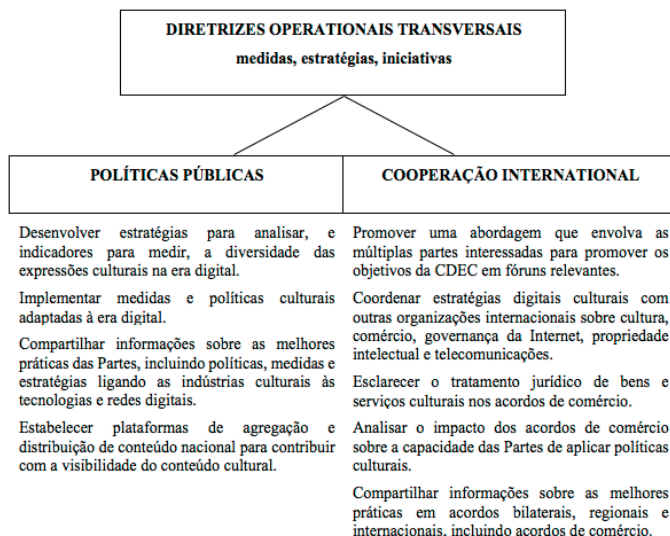 DIRETRIZES OPERATIONAIS TRANSVERSAIS
medidas, estratégias, iniciativas
POLÍTICAS PÚBLICAS
Desenvolver estratégias para analisar, e
indicadores para medir, a diversidade das
expressões culturais na era digital.
Implementar medidas e políticas culturais
adaptadas à era digital.
Compartilhar informações sobre as melhores
práticas das Partes, incluindo políticas, medidas e
estratégias ligando as indústrias culturais às
tecnologias e redes digitais.
Estabelecer plataformas de agregação e
distribuição de conteúdo nacional para contribuir
com a visibilidade do conteúdo cultural.
COOPERAÇÃO INTERNATIONAL
Promover uma abordagem que envolva as
múltiplas partes interessadas para promover os
objetivos da CDEC em fóruns relevantes.
Coordenar estratégias digitais culturais com
outras organizações internacionais sobre cultura,
comércio, governança da Internet, propriedade
intelectual e telecomunicações.
Esclarecer o tratamento jurídico de bens e
serviços culturais nos acordos de comércio.
Analisar o impacto dos acordos de comércio
sobre a capacidade das Partes de aplicar políticas
culturais.
Compartilhar informações sobre as melhores
práticas em acordos bilaterais, regionais e
internacionais, incluindo acordos de comércio.